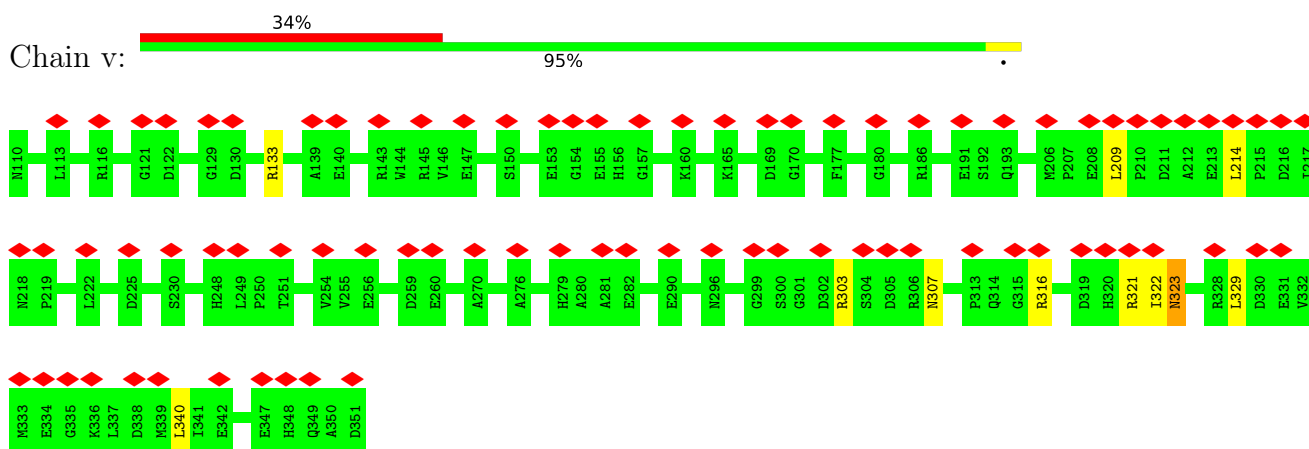 34%
Chain v:
95%
•
N110 L113 R116 G121 D122 G129 D130 R133 A139 E140 R143 W144 R145 V146 E147 S150 E153 G154 E155 H156 G157 K160 K165 D169 G170 F177 G180 R186 E191 S192 Q193 M206 P207 E208 L209 P210 D211 A212 E213 L214 P215 D216 I217
N218 P219 L222 D225 S230 H248 L249 P250 T251 V254 V255 E256 D259 E260 A270 A276 H279 A280 A281 E282 E290 N296 G299 S300 G301 D302 R303 S304 D305 R306 N307 P313 Q314 G315 R316 D319 H320 R321 I322 N323 R328 L329 D330 E331 V332
M333 E334 G335 K336 L337 D338 M339 L340 I341 E342 E347 H348 Q349 A350 D351